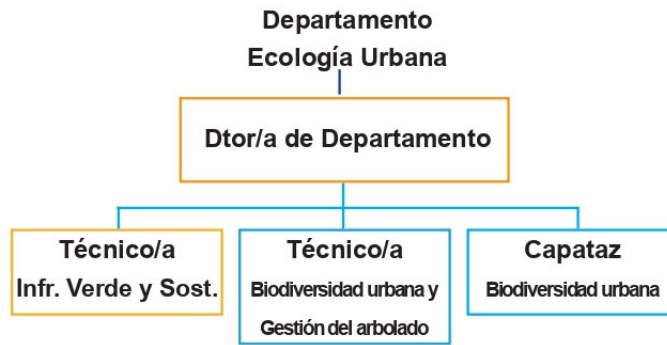 Departamento
Ecología Urbana
Dtor/a de Departamento
Técnico/a
Infr. Verde y Sost.
Técnico/a
Biodiversidad urbana y
Gestión del arbolado
Capataz
Biodiversidad urbana